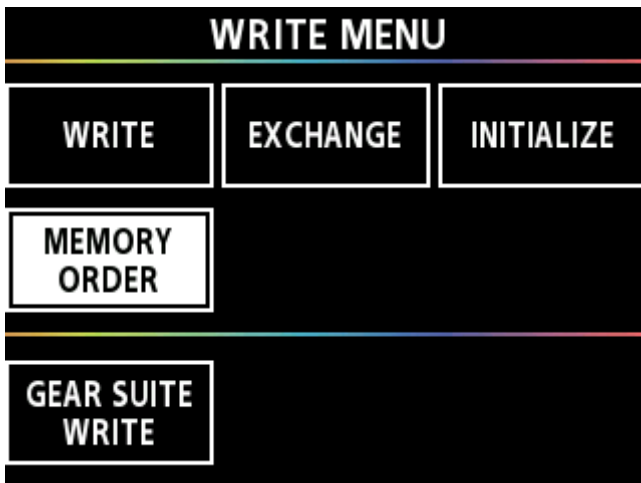 WRITE MENU
WRITE
EXCHANGE
INITIALIZE
MEMORY
ORDER
GEAR SUITE
WRITE